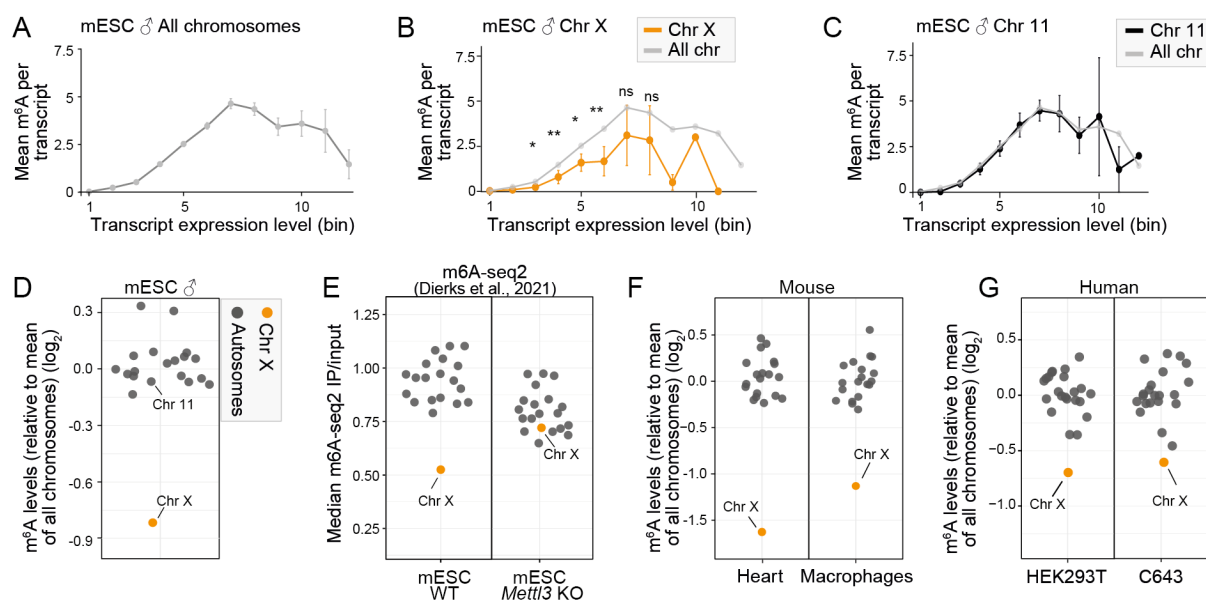 A
mESC ♂ All chromosomes
7.5
5
2.5
0
1
5
10
Mean m⁶A per
transcript
Transcript expression level (bin)
B
mESC ♂ Chr X
Chr X
All chr
7.5
5
2.5
0
1
5
10
* ** * ** ns ns
Mean m⁶A per
transcript
Transcript expression level (bin)
C
mESC ♂ Chr 11
Chr 11
All chr
7.5
5
2.5
0
1
5
10
Mean m⁶A per
transcript
Transcript expression level (bin)
D
mESC ♂
0.3
0.0
−0.3
−0.6
−0.9
m⁶A levels (relative to mean
of all chromosomes) (log₂)
Chr 11
Chr X
Chr X
Autosomes
E
m6A-seq2
(Dierks et al., 2021)
1.25
1.00
0.75
0.50
0.25
Median m6A-seq2 IP/input
Chr X
Chr X
mESC
WT
mESC
Mettl3 KO
F
Mouse
0.5
0.0
−0.5
−1.0
−1.5
m⁶A levels (relative to mean
of all chromosomes) (log₂)
Chr X
Chr X
Heart
Macrophages
G
Human
0.5
0.0
−0.5
−1.0
m⁶A levels (relative to mean
of all chromosomes) (log₂)
Chr X
Chr X
HEK293T
C643